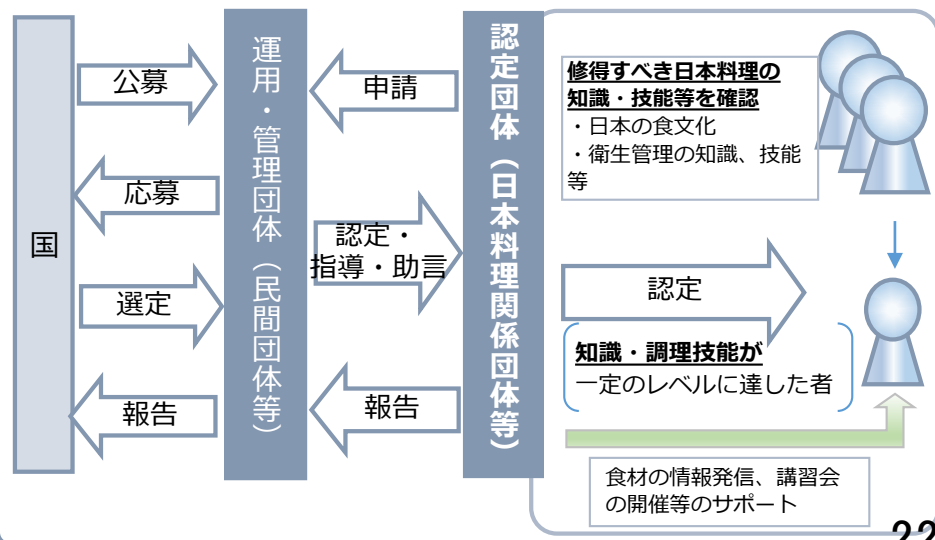 国
公募
応募
選定
報告
運用・管理団体（民間団体等）
申請
認定・
指導・助言
報告
認定団体（日本料理関係団体等）
修得すべき日本料理の
知識・技能等を確認
・日本の食文化
・衛生管理の知識、技能
等
認定
知識・調理技能が
一定のレベルに達した者
食材の情報発信、講習会
の開催等のサポート
22